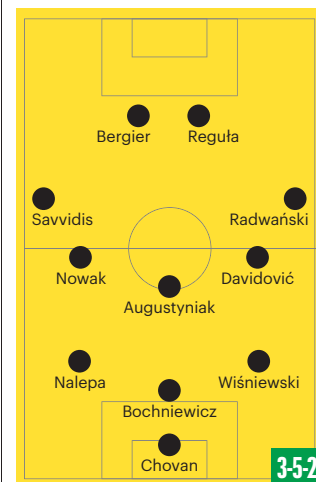 Bergier Reguła
Savvidis Radwański
Nowak Davidović
Augustyniak
Nalepa Wiśniewski
Bochniewicz
Chovan
3-5-2